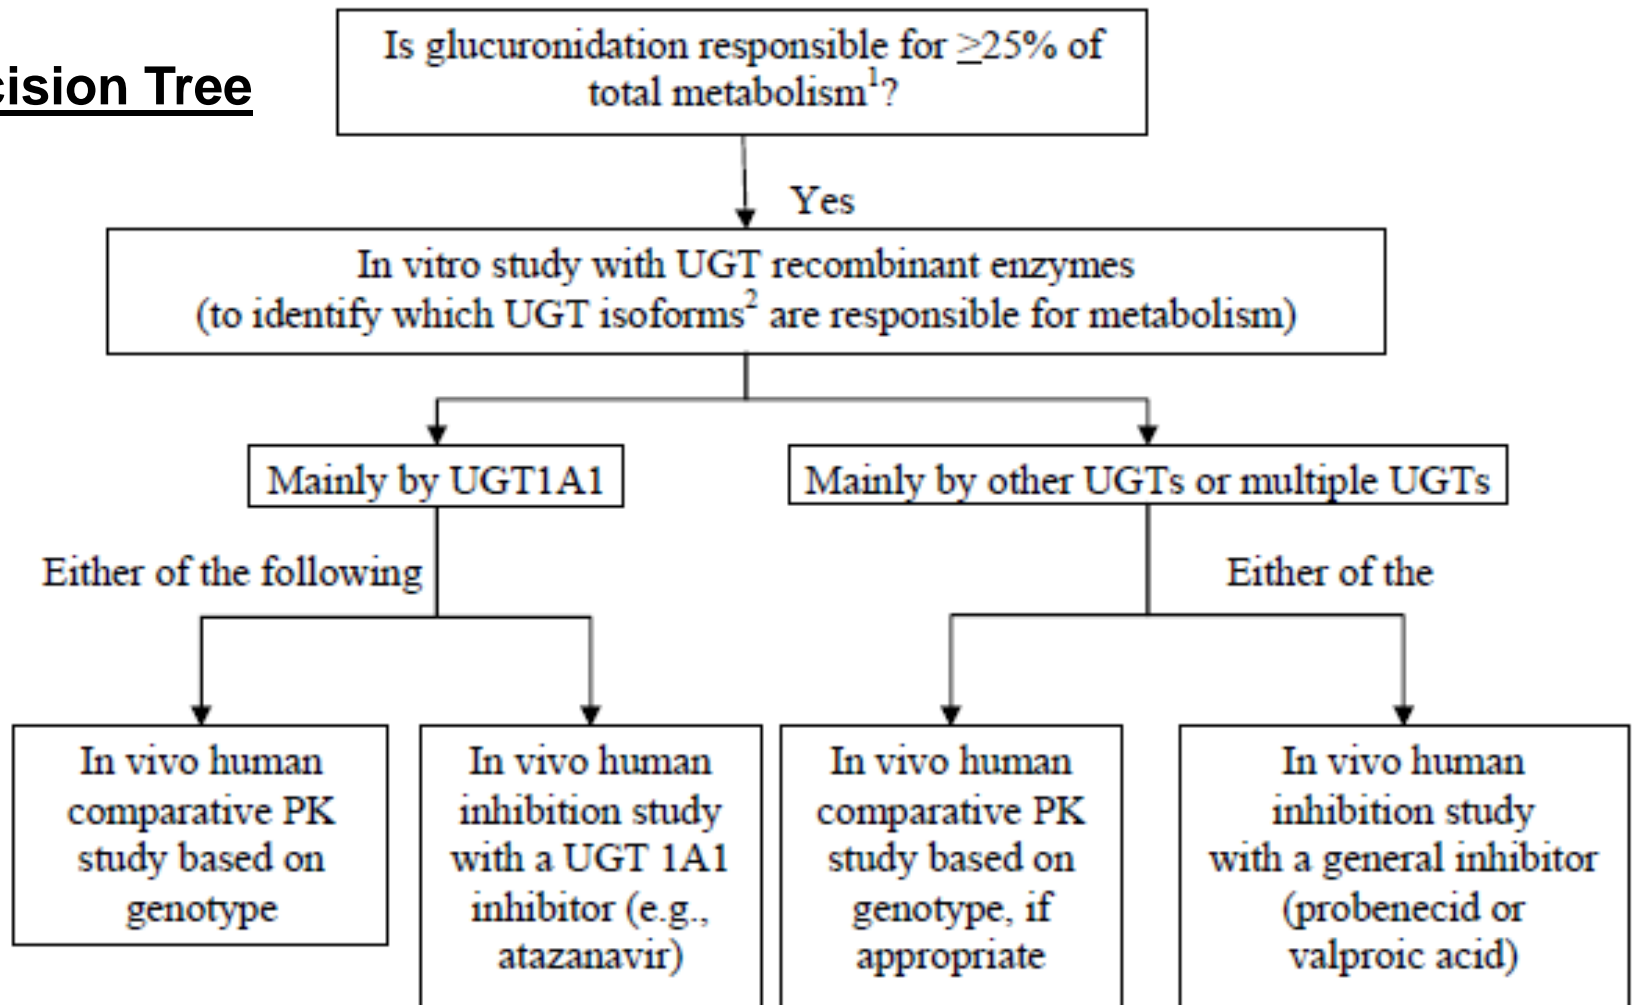 Is glucuronidation responsible for ≥25% of
total metabolism¹?
cision Tree
Yes
In vitro study with UGT recombinant enzymes
(to identify which UGT isoforms² are responsible for metabolism)
Mainly by UGT1A1
Mainly by other UGTs or multiple UGTs
Either of the following
Either of the
In vivo human
comparative PK
study based on
genotype
In vivo human
inhibition study
with a UGT 1A1
inhibitor (e.g.,
atazanavir)
In vivo human
comparative PK
study based on
genotype, if
appropriate
In vivo human
inhibition study
with a general inhibitor
(probenecid or
valproic acid)